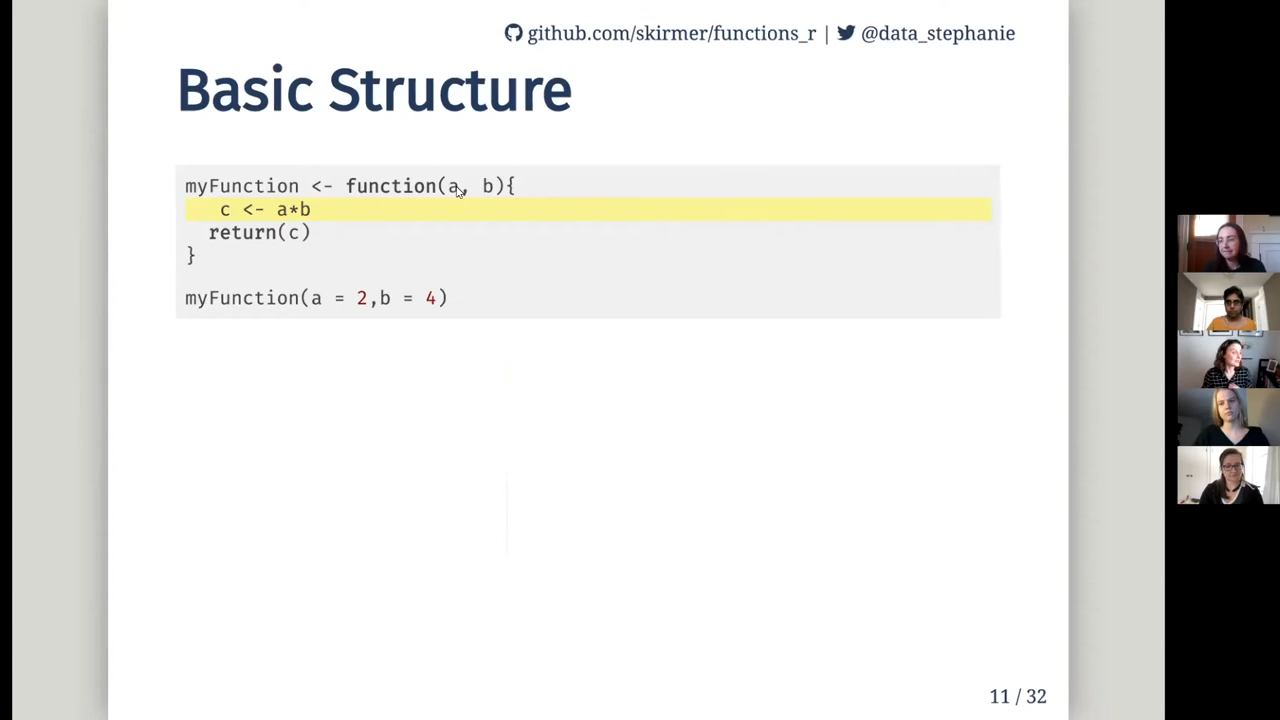 github.com/skirmer/functions_r | @data_stephanie
Basic Structure
myFunction <- function(a, b){
c <- a*b
return(c)
}
myFunction(a = 2,b = 4)
11 / 32